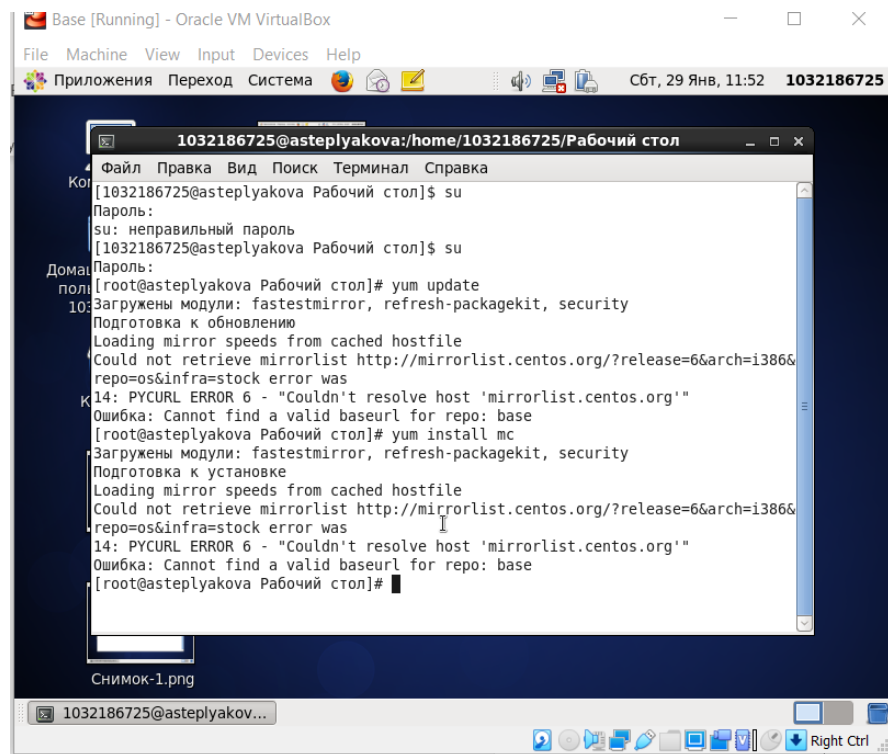 Base [Running] - Oracle VM VirtualBox
File Machine View Input Devices Help
Приложения Переход Система Сбт, 29 Янв, 11:52 1032186725
1032186725@asteplyakova:/home/1032186725/Рабочий стол
Файл Правка Вид Поиск Терминал Справка
[1032186725@asteplyakova Рабочий стол]$ su
Пароль:
su: неправильный пароль
[1032186725@asteplyakova Рабочий стол]$ su
Пароль:
[root@asteplyakova Рабочий стол]# yum update
Загружены модули: fastestmirror, refresh-packagekit, security
Подготовка к обновлению
Loading mirror speeds from cached hostfile
Could not retrieve mirrorlist http://mirrorlist.centos.org/?release=6&arch=i386&
repo=os&infra=stock error was
14: PYCURL ERROR 6 - "Couldn't resolve host 'mirrorlist.centos.org'"
Ошибка: Cannot find a valid baseurl for repo: base
[root@asteplyakova Рабочий стол]# yum install mc
Загружены модули: fastestmirror, refresh-packagekit, security
Подготовка к установке
Loading mirror speeds from cached hostfile
Could not retrieve mirrorlist http://mirrorlist.centos.org/?release=6&arch=i386&
repo=os&infra=stock error was
14: PYCURL ERROR 6 - "Couldn't resolve host 'mirrorlist.centos.org'"
Ошибка: Cannot find a valid baseurl for repo: base
[root@asteplyakova Рабочий стол]#
Снимок-1.png
1032186725@asteplyakov...
Right Ctrl